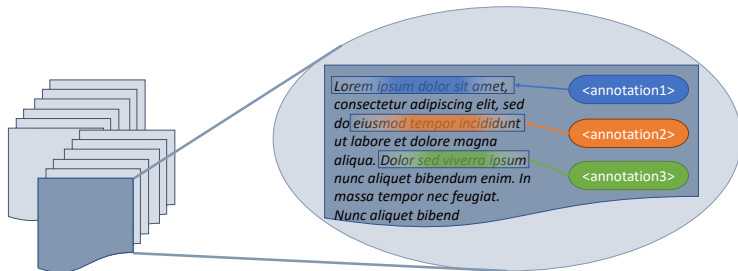 Lorem ipsum dolor sit amet,
consectetur adipiscing elit, sed
do eiusmod tempor incididunt
ut labore et dolore magna
aliqua. Dolor sed viverra ipsum
nunc aliquet bibendum enim. In
massa tempor nec feugiat.
Nunc aliquet bibend
<annotation1>
<annotation2>
<annotation3>